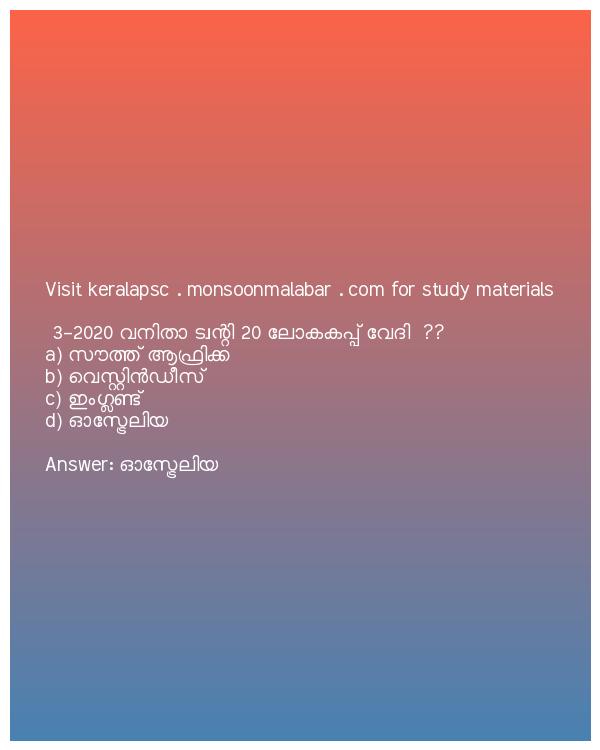 Visit keralapsc . monsoonmalabar . com for study materials
3-2020 വനിതാ ട്വന്റി 20 ലോകകപ്പ് വേദി ??
a) സൗത്ത് ആഫ്രിക്ക
b) വെസ്റ്റിൻഡീസ്
c) ഇംഗ്ലണ്ട്
d) ഓസ്ട്രേലിയ
Answer: ഓസ്ട്രേലിയ